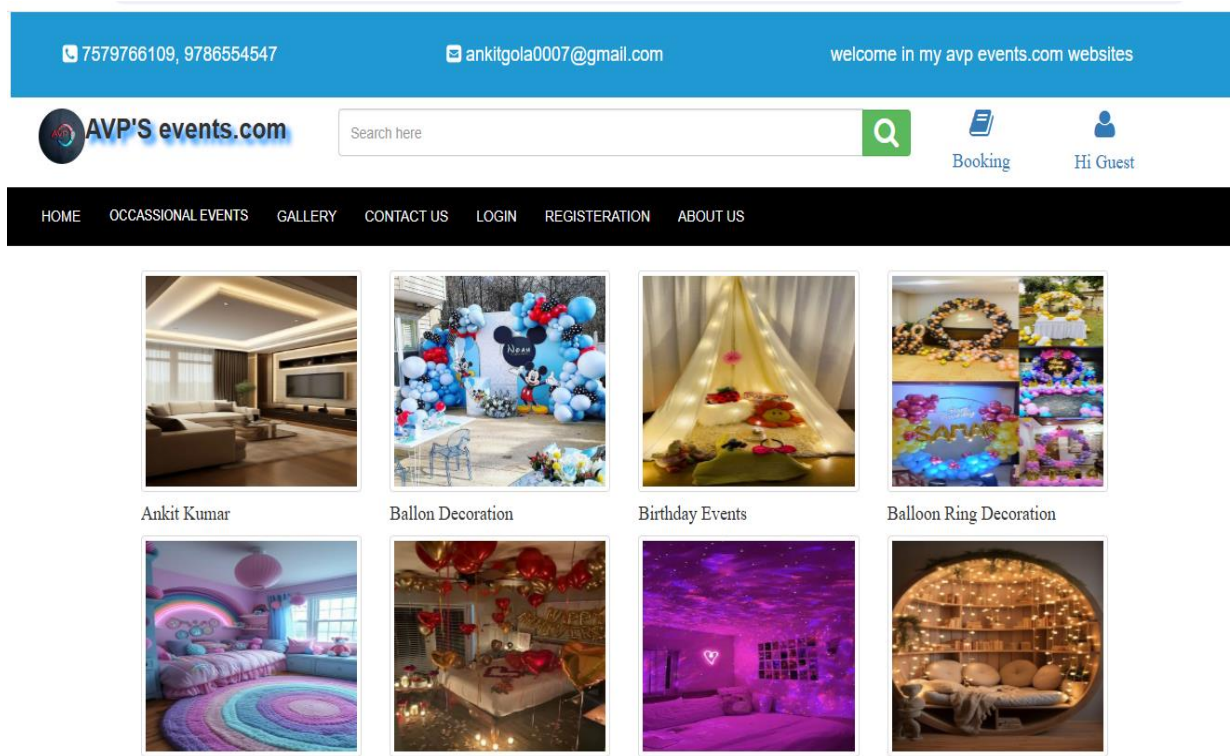 7579766109, 9786554547
ankitgola0007@gmail.com
welcome in my avp events.com websites
AVP'S events.com
Search here
Booking
Hi Guest
HOME
OCCASSIONAL EVENTS
GALLERY
CONTACT US
LOGIN
REGISTERATION
ABOUT US
Ankit Kumar
Ballon Decoration
Birthday Events
Balloon Ring Decoration